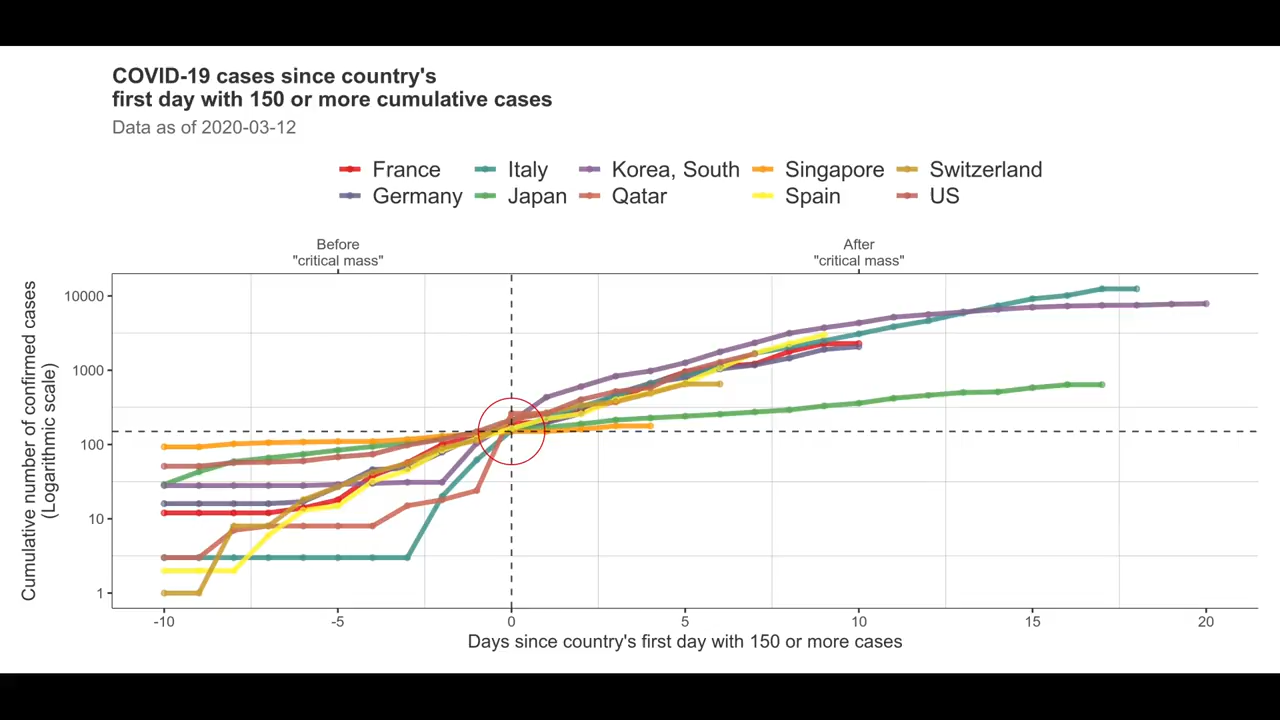 COVID-19 cases since country's
first day with 150 or more cumulative cases
Data as of 2020-03-12
France Italy Korea, South Singapore Switzerland
Germany Japan Qatar Spain US
Before
"critical mass"
After
"critical mass"
Cumulative number of confirmed cases
(Logarithmic scale)
10000
1000
100
10
1
-10 -5 0 5 10 15 20
Days since country's first day with 150 or more cases